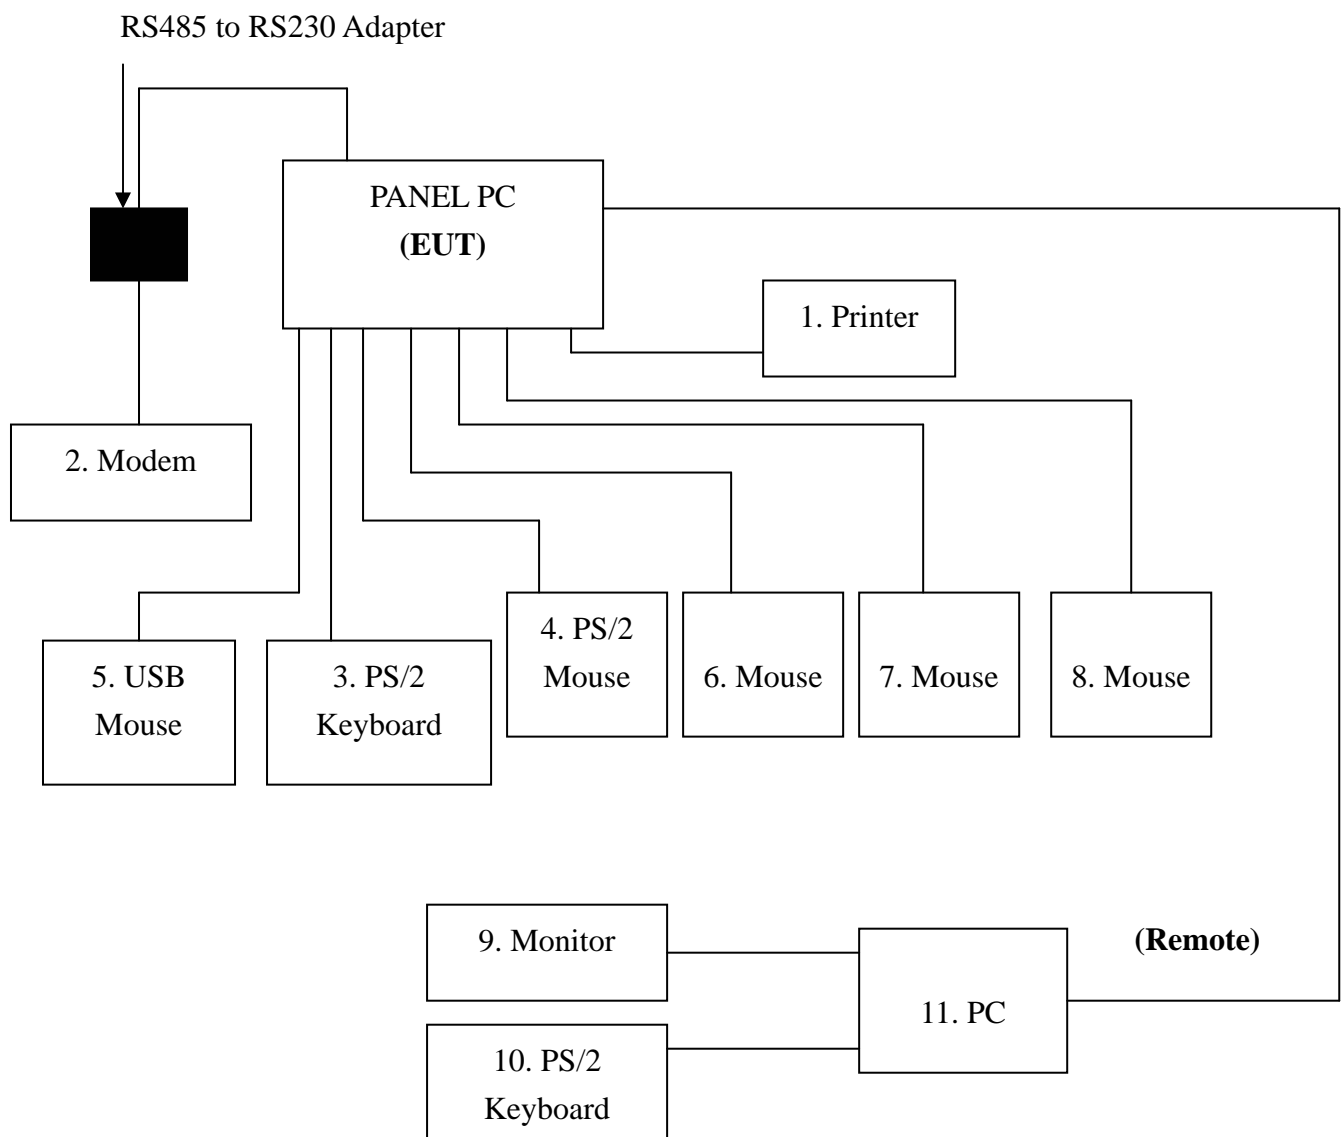 RS485 to RS230 Adapter
PANEL PC
(EUT)
1. Printer
2. Modem
5. USB
Mouse
3. PS/2
Keyboard
4. PS/2
Mouse
6. Mouse
7. Mouse
8. Mouse
9. Monitor
(Remote)
11. PC
10. PS/2
Keyboard